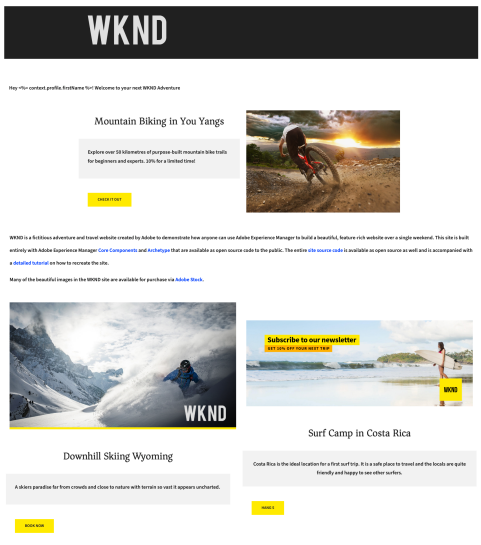 WKND
Hey <%= context.profile.firstName %>! Welcome to your next WKND Adventure
Mountain Biking in You Yangs
Explore over 50 kilometres of purpose-built mountain bike trails
for beginners and experts. 10% for a limited time!
CHECK IT OUT
WKND is a fictitious adventure and travel website created by Adobe to demonstrate how anyone can use Adobe Experience Manager to build a beautiful, feature-rich website over a single weekend. This site is built
entirely with Adobe Experience Manager Core Components and Archetype that are available as open source code to the public. The entire site source code is available as open source as well and is accompanied with
a detailed tutorial on how to recreate the site.
Many of the beautiful images in the WKND site are available for purchase via Adobe Stock.
WKND
Downhill Skiing Wyoming
A skiers paradise far from crowds and close to nature with terrain so vast it appears uncharted.
BOOK NOW
Subscribe to our newsletter
GET 20% OFF YOUR NEXT TRIP
WKND
Surf Camp in Costa Rica
Costa Rica is the ideal location for a first surf trip. It is a safe place to travel and the locals are quite
friendly and happy to see other surfers.